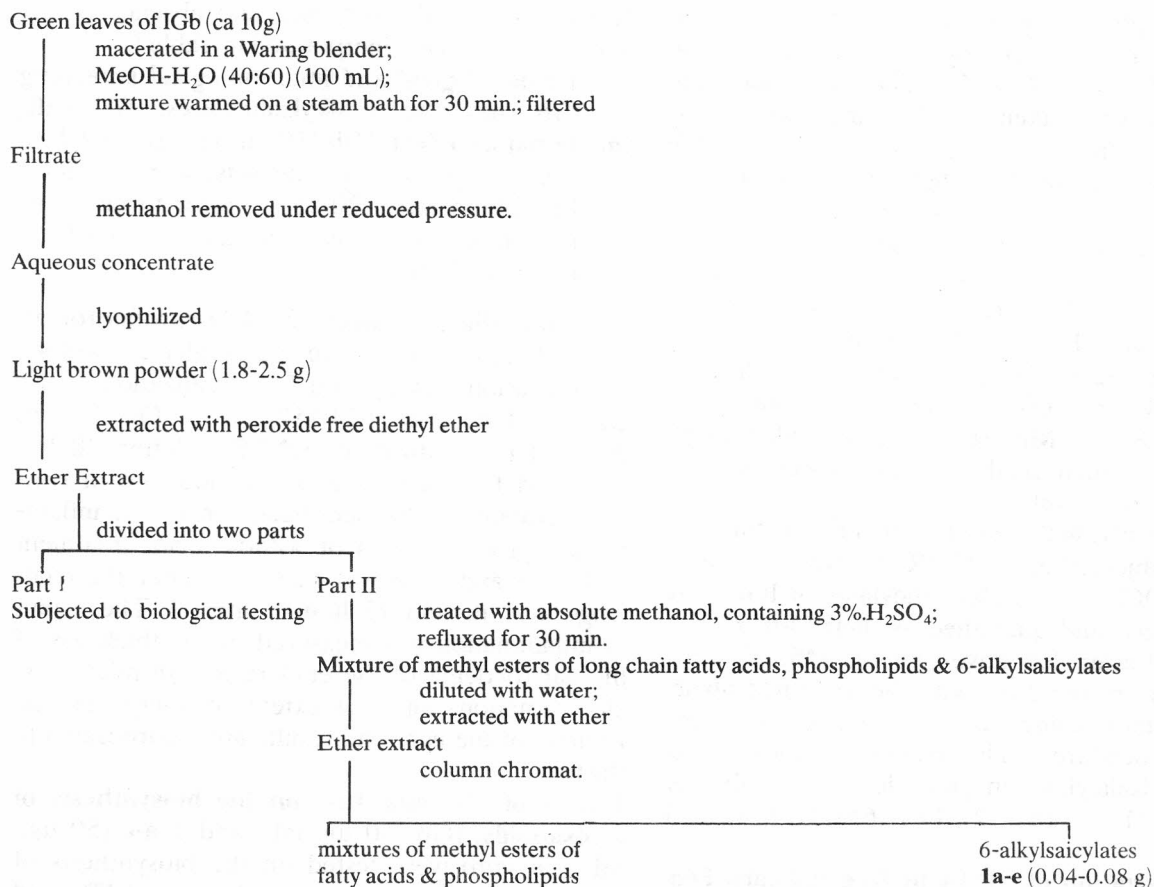 Green leaves of IGb (ca 10g)
macerated in a Waring blender;
MeOH-H₂O (40:60) (100 mL);
mixture warmed on a steam bath for 30 min.; filtered
Filtrate
methanol removed under reduced pressure.
Aqueous concentrate
lyophilized
Light brown powder (1.8-2.5 g)
extracted with peroxide free diethyl ether
Ether Extract
divided into two parts
Part I Part II
Subjected to biological testing treated with absolute methanol, containing 3%.H₂SO₄;
refluxed for 30 min.
Mixture of methyl esters of long chain fatty acids, phospholipids & 6-alkylsalicylates
diluted with water;
extracted with ether
Ether extract
column chromat.
mixtures of methyl esters of 6-alkylsaicylates
fatty acids & phospholipids 1a-e (0.04-0.08 g)